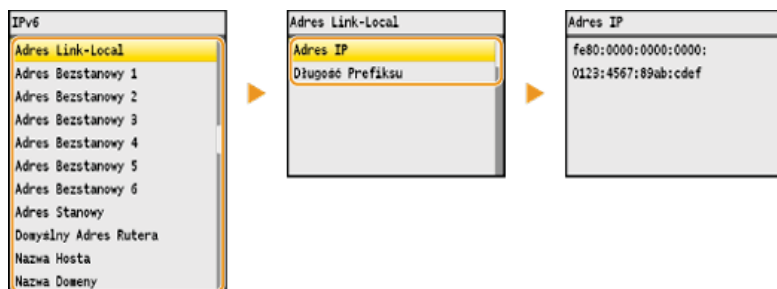 IPv6
Adres Link-Local
Adres Bezstanowy 1
Adres Bezstanowy 2
Adres Bezstanowy 3
Adres Bezstanowy 4
Adres Bezstanowy 5
Adres Bezstanowy 6
Adres Stanowy
Domyślny Adres Rutera
Nazwa Hosta
Nazwa Domeny
Adres Link-Local
Adres IP
Długość Prefiksu
Adres IP
fe80:0000:0000:0000:
0123:4567:89ab:cdef